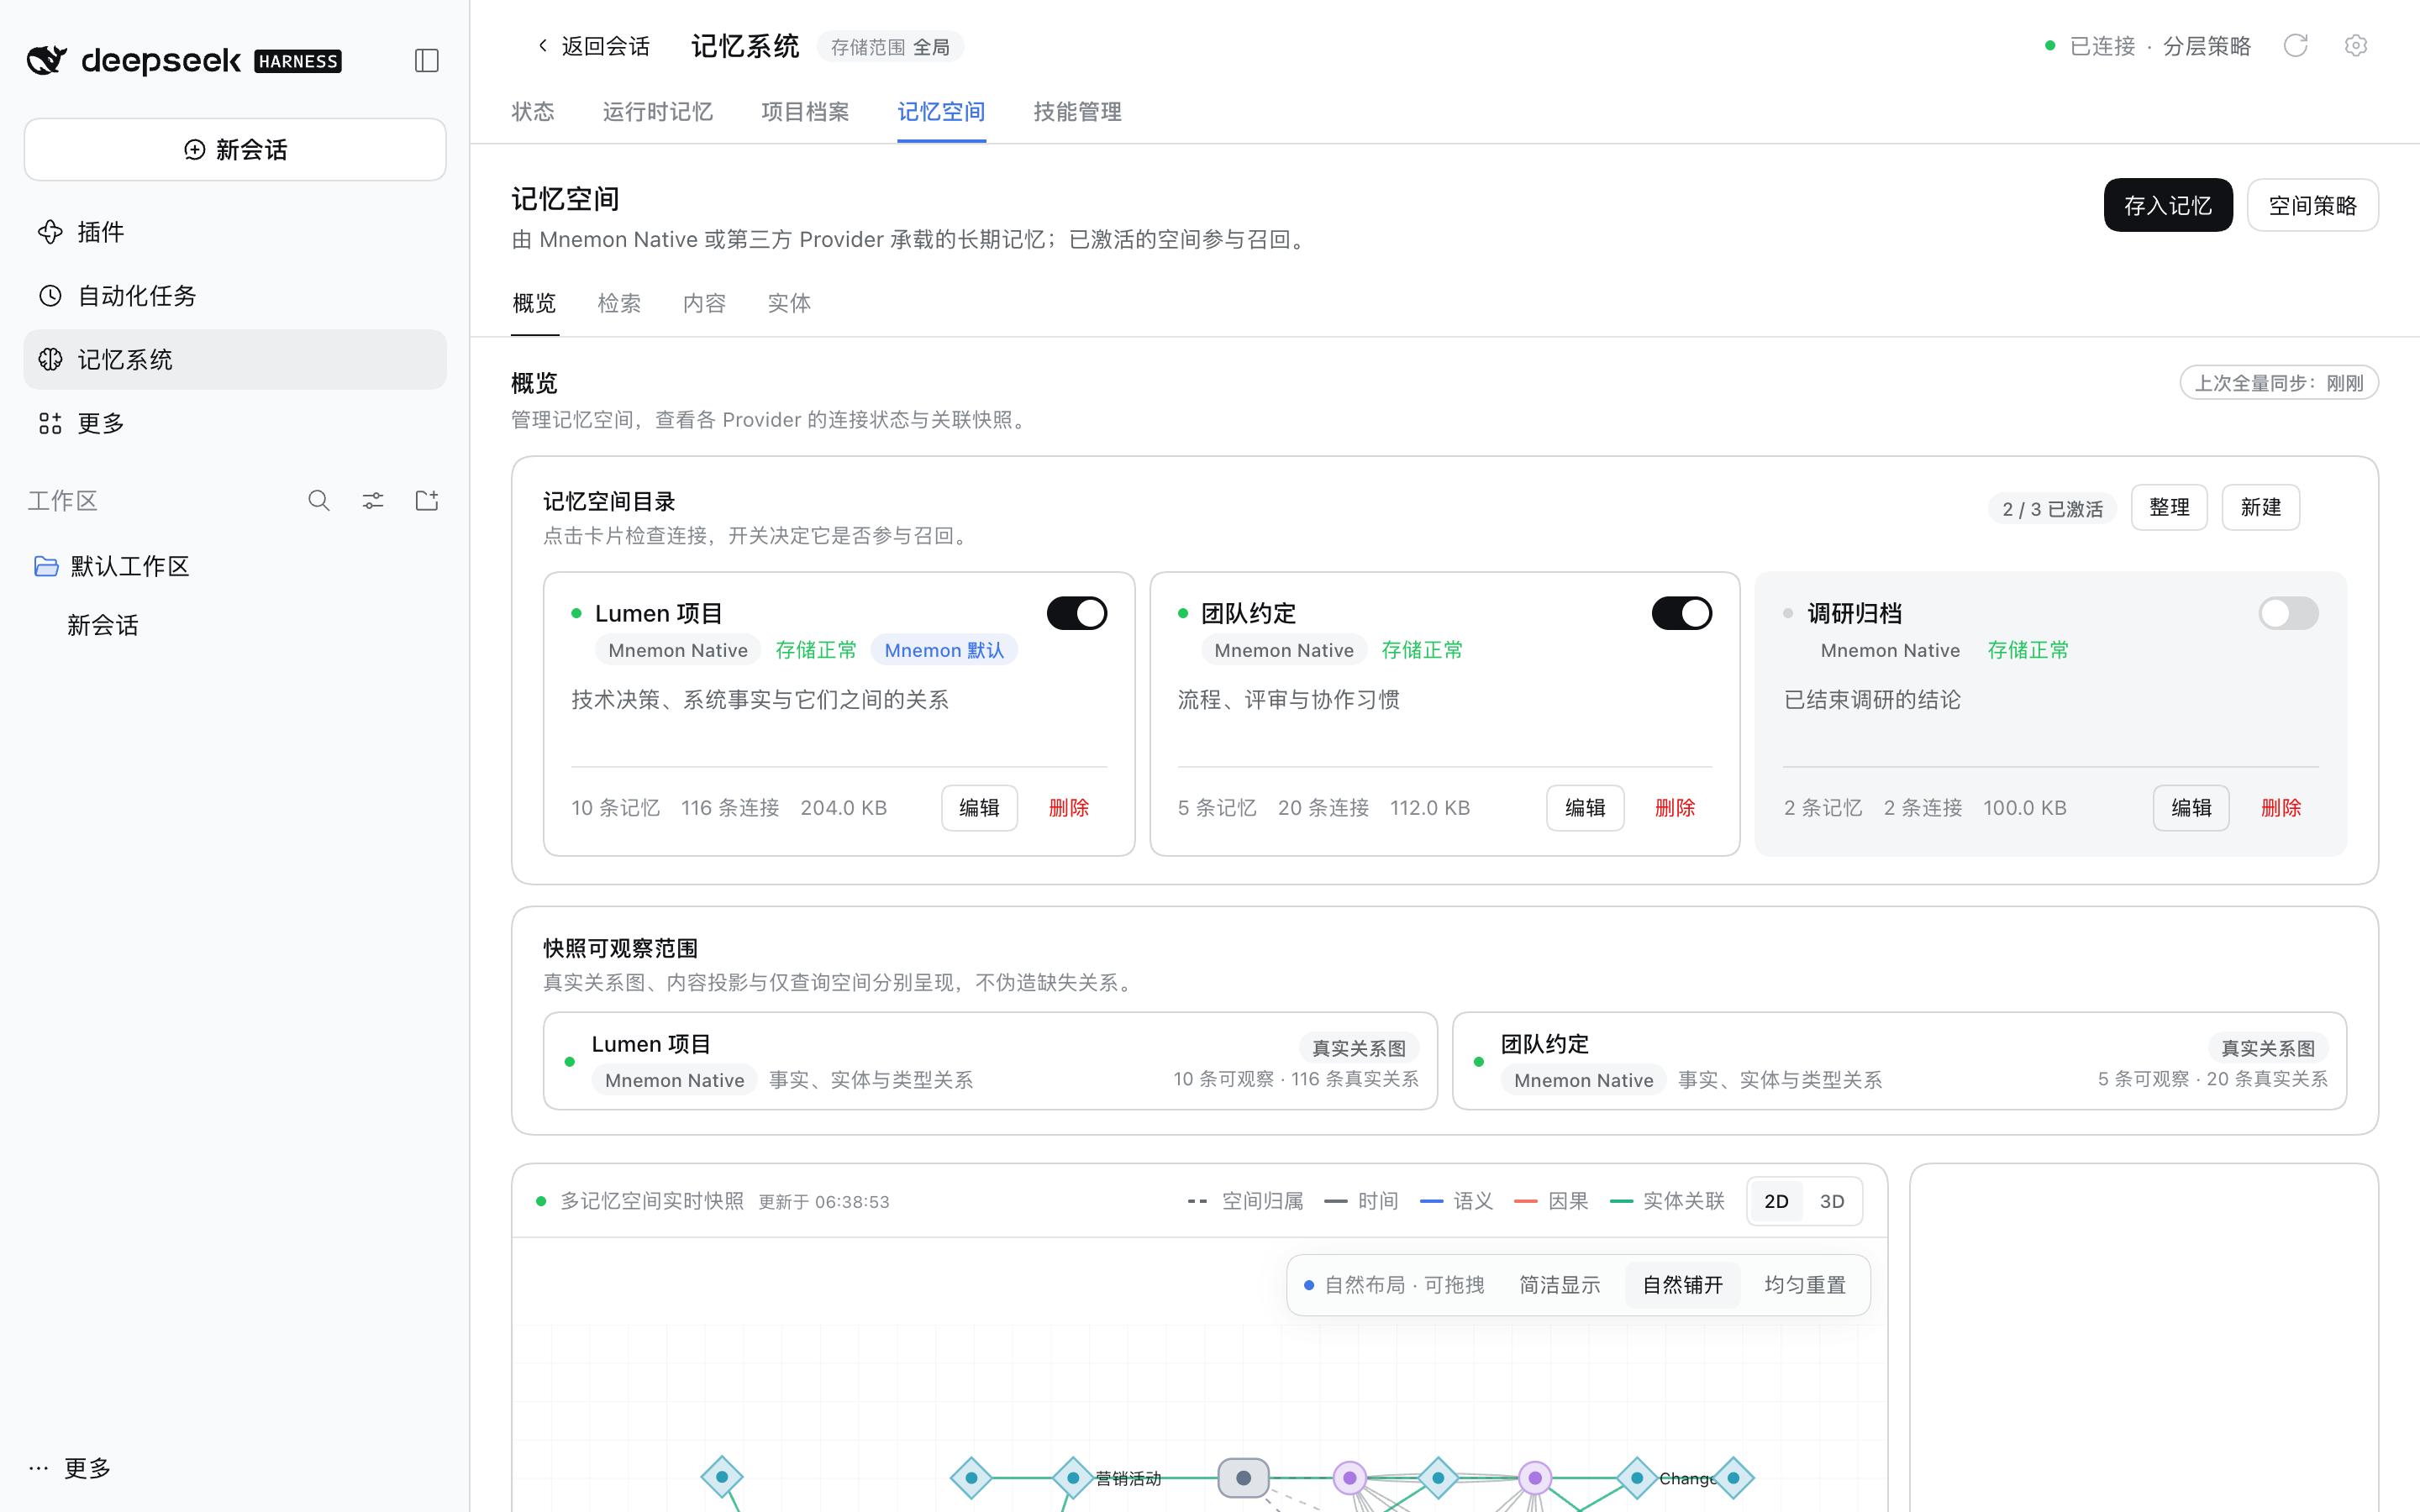 deepseek HARNESS
新会话
插件
自动化任务
记忆系统
更多
工作区
默认工作区
新会话
更多
返回会话
记忆系统
存储范围 全局
已连接 · 分层策略
状态
运行时记忆
项目档案
记忆空间
技能管理
记忆空间
由 Mnemon Native 或第三方 Provider 承载的长期记忆；已激活的空间参与召回。
存入记忆
空间策略
概览
检索
内容
实体
概览
管理记忆空间，查看各 Provider 的连接状态与关联快照。
上次全量同步：刚刚
记忆空间目录
点击卡片检查连接，开关决定它是否参与召回。
2 / 3 已激活
整理
新建
Lumen 项目
Mnemon Native 存储正常 Mnemon 默认
技术决策、系统事实与它们之间的关系
10 条记忆 116 条连接 204.0 KB
编辑
删除
团队约定
Mnemon Native 存储正常
流程、评审与协作习惯
5 条记忆 20 条连接 112.0 KB
编辑
删除
调研归档
Mnemon Native 存储正常
已结束调研的结论
2 条记忆 2 条连接 100.0 KB
编辑
删除
快照可观察范围
真实关系图、内容投影与仅查询空间分别呈现，不伪造缺失关系。
Lumen 项目
Mnemon Native 事实、实体与类型关系
真实关系图
10 条可观察 · 116 条真实关系
团队约定
Mnemon Native 事实、实体与类型关系
真实关系图
5 条可观察 · 20 条真实关系
多记忆空间实时快照 更新于 06:38:53
空间归属
时间
语义
因果
实体关联
2D
3D
自然布局 · 可拖拽
简洁显示
自然铺开
均匀重置
营销活动
Change